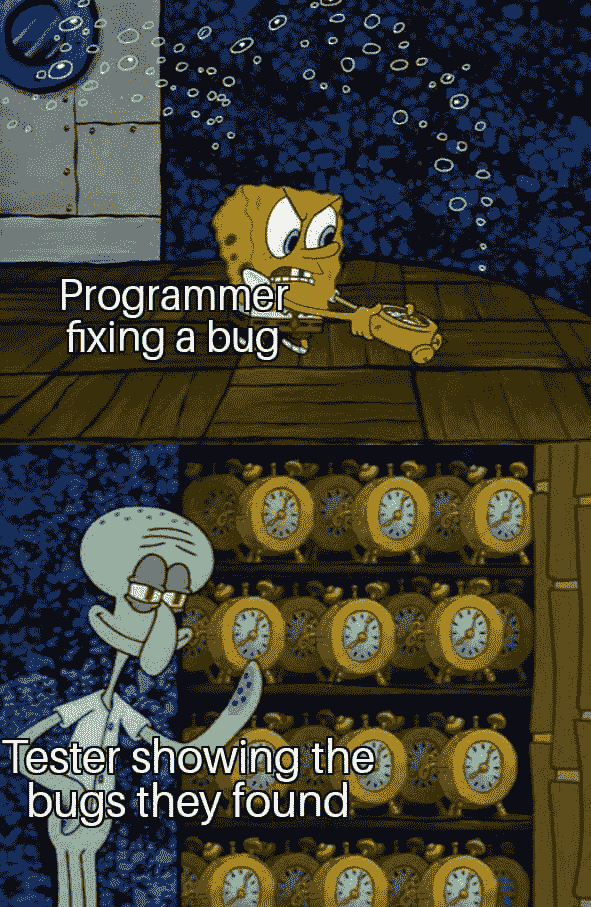 Programmer
fixing a bug
Tester showing the
bugs they found